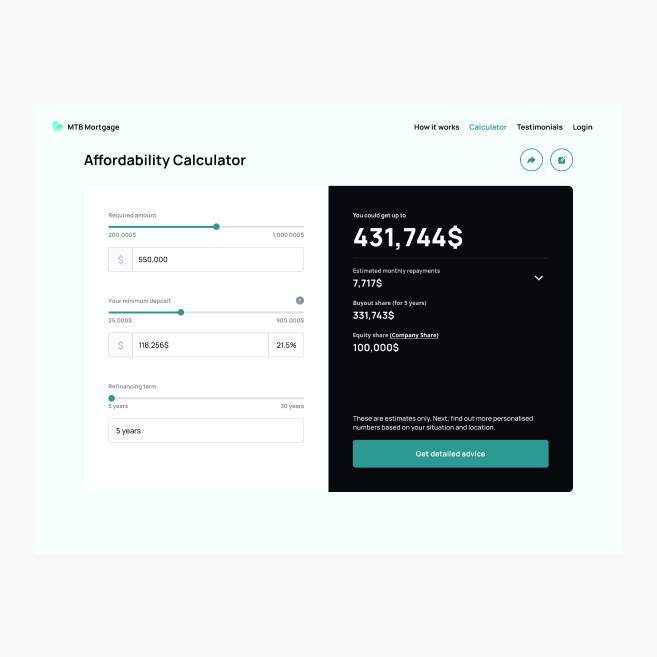 MTB Mortgage
How it works
Calculator
Testimonials
Login
Affordability Calculator
Required amount
200,000$
1,000 000$
$
550,000
Your minimum deposit
25,000$
900,000$
$
118,256$
21.5%
Refinancing term
5 years
30 years
5 years
You could get up to
431,744$
Estimated monthly repayments
7,717$
Buyout share (for 5 years)
331,743$
Equity share (Company Share)
100,000$
These are estimates only. Next, find out more personalised
numbers based on your situation and location.
Get detailed advice